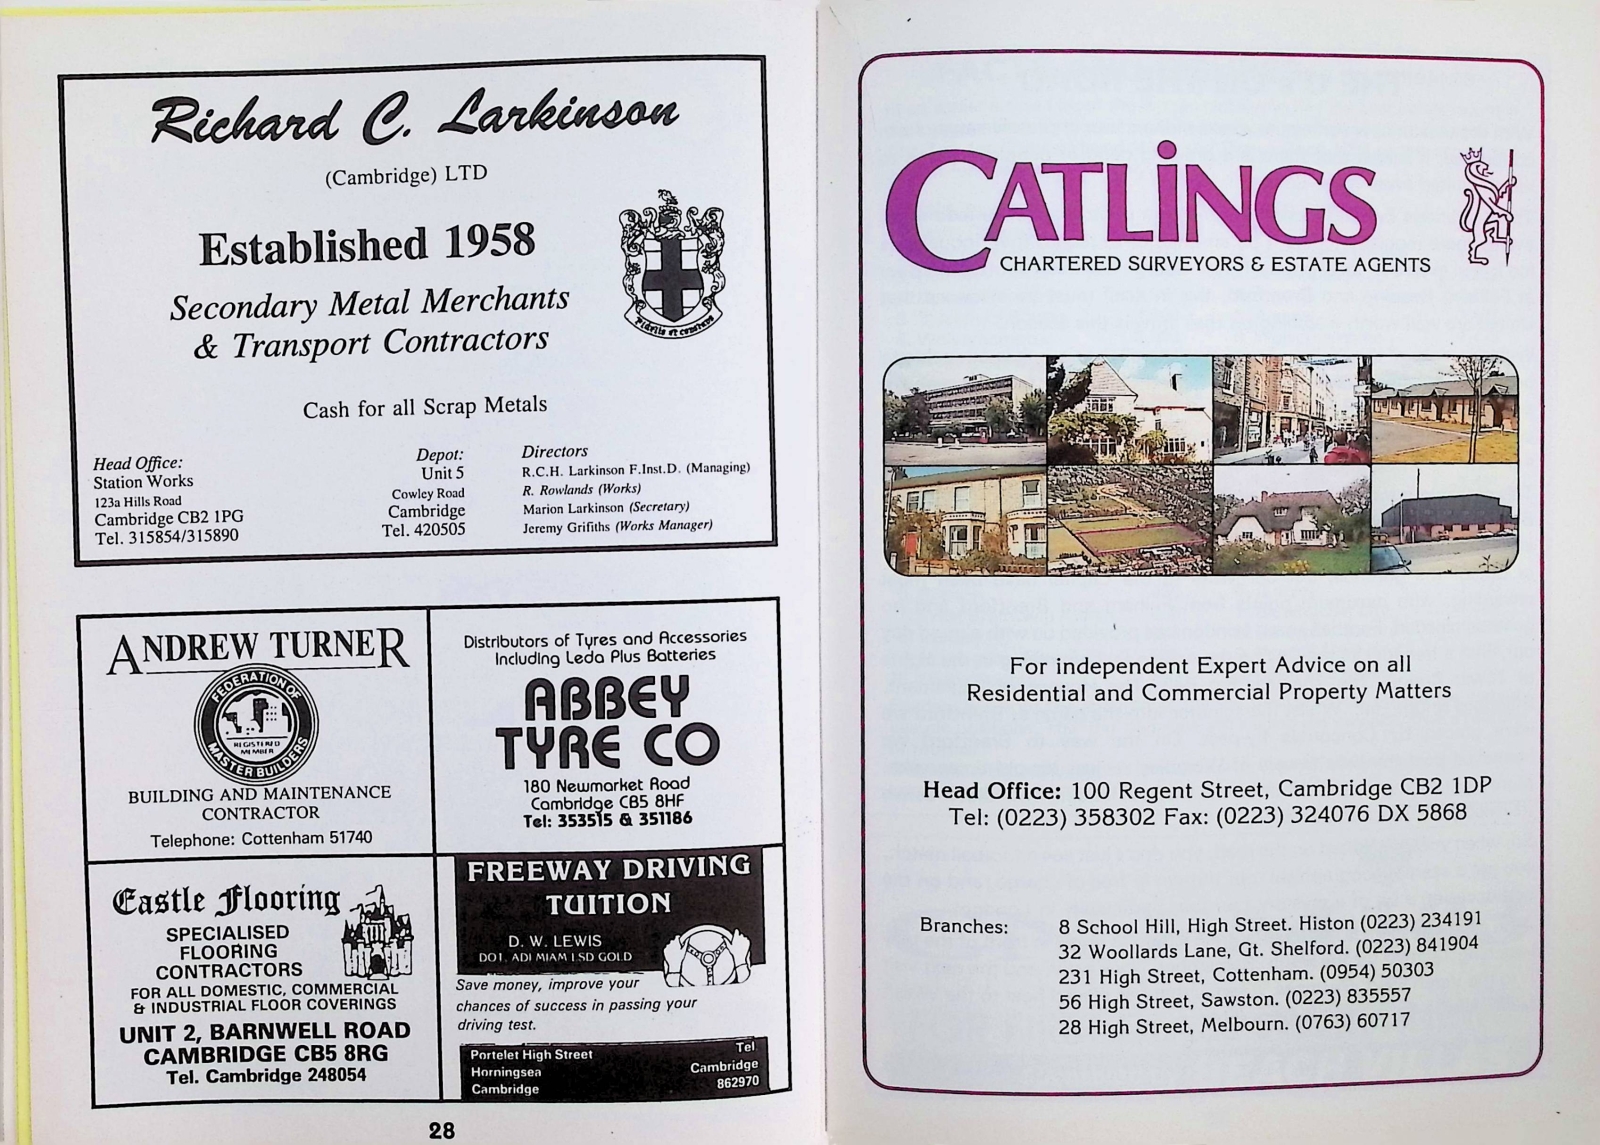 Richard C. Larkinson
(Cambridge) LTD
Established 1958
Secondary Metal Merchants
& Transport Contractors
Fidelis et constans
Cash for all Scrap Metals
Head Office:
Station Works
123a Hills Road
Cambridge CB2 1PG
Tel. 315854/315890
Depot:
Unit 5
Cowley Road
Cambridge
Tel. 420505
Directors
R.C.H. Larkinson F.Inst.D. (Managing)
R. Rowlands (Works)
Marion Larkinson (Secretary)
Jeremy Grifiths (Works Manager)
ANDREW TURNER
FEDERATION OF
REGISTERED
MEMBER
MASTER BUILDERS
BUILDING AND MAINTENANCE
CONTRACTOR
Telephone: Cottenham 51740
Distributors of Tyres and Accessories
Including Leda Plus Batteries
ABBEY
TYRE CO
180 Newmarket Road
Cambridge CB5 8HF
Tel: 353515 & 351186
Castle Flooring
SPECIALISED
FLOORING
CONTRACTORS
FOR ALL DOMESTIC, COMMERCIAL
& INDUSTRIAL FLOOR COVERINGS
UNIT 2, BARNWELL ROAD
CAMBRIDGE CB5 8RG
Tel. Cambridge 248054
FREEWAY DRIVING
TUITION
D. W. LEWIS
DOT. ADI MIAM LSD GOLD
Save money, improve your
chances of success in passing your
driving test.
Portelet High Street
Horningsea
Cambridge
Tel
Cambridge
862970
28
CATLINGS
CHARTERED SURVEYORS & ESTATE AGENTS
For independent Expert Advice on all
Residential and Commercial Property Matters
Head Office: 100 Regent Street, Cambridge CB2 1DP
Tel: (0223) 358302 Fax: (0223) 324076 DX 5868
Branches: 8 School Hill, High Street. Histon (0223) 234191
32 Woollards Lane, Gt. Shelford. (0223) 841904
231 High Street, Cottenham. (0954) 50303
56 High Street, Sawston. (0223) 835557
28 High Street, Melbourn. (0763) 60717